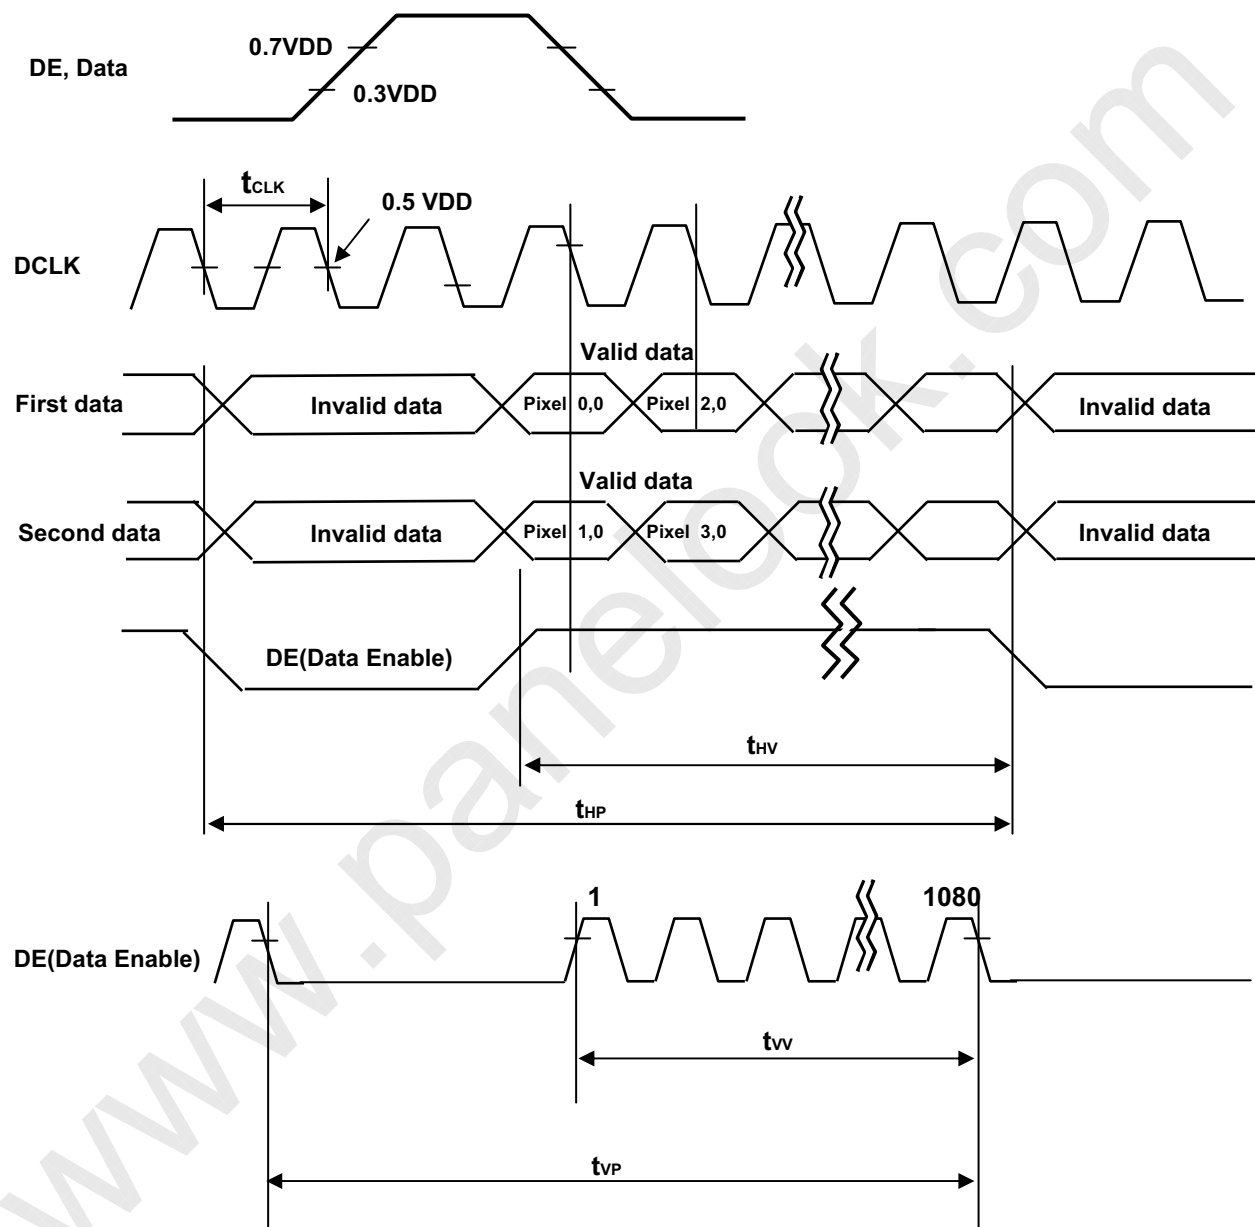 0.7VDD
DE, Data
0.3VDD
tCLK
0.5 VDD
DCLK
Valid data
First data
Invalid data
Pixel 0,0
Pixel 2,0
Invalid data
Valid data
Second data
Invalid data
Pixel 1,0
Pixel 3,0
Invalid data
DE(Data Enable)
tHV
tHP
1
1080
DE(Data Enable)
tVV
tVP
www.panelook.com